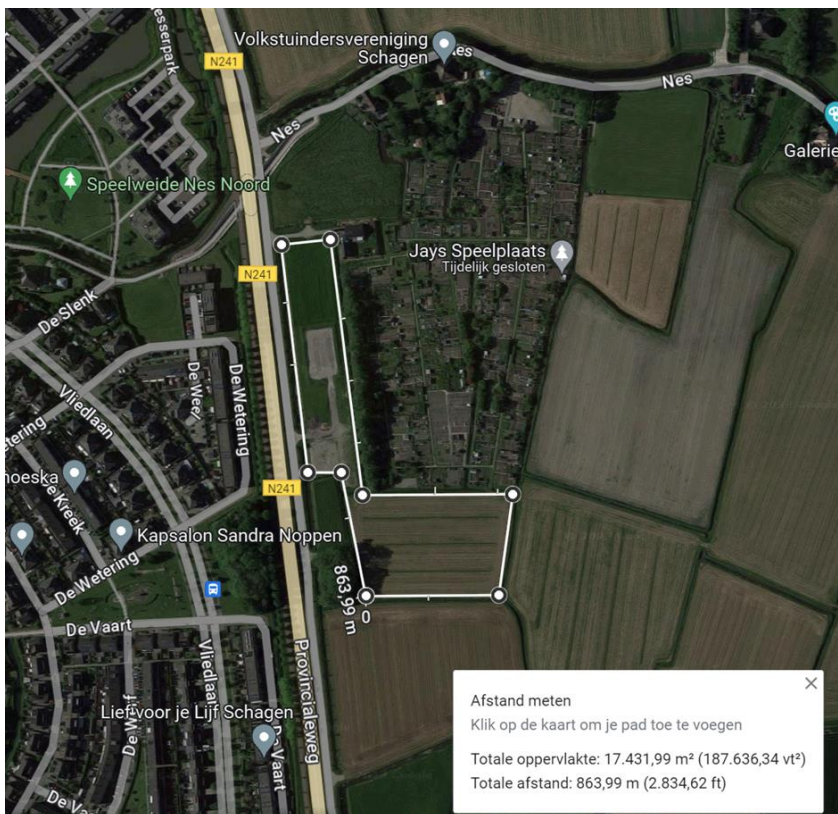 esserpark
N241
Volkstuindersvereniging
Schagen
Nes
Nes
Nes
Galerie
Speelweide Nes Noord
Jays Speelplaats
Tijdelijk gesloten
N241
De Slenk
De Weel
De Wetering
Vliedlaan
etering
noeska
De Kreek
N241
Kapsalon Sandra Noppen
De Wetering
863,99 m
0
De Vaart
Vliedlaan
Provincialeweg
De Werf
Lief voor je Lijf Schagen
De Vaart
De Va
Afstand meten
Klik op de kaart om je pad toe te voegen
Totale oppervlakte: 17.431,99 m² (187.636,34 vt²)
Totale afstand: 863,99 m (2.834,62 ft)